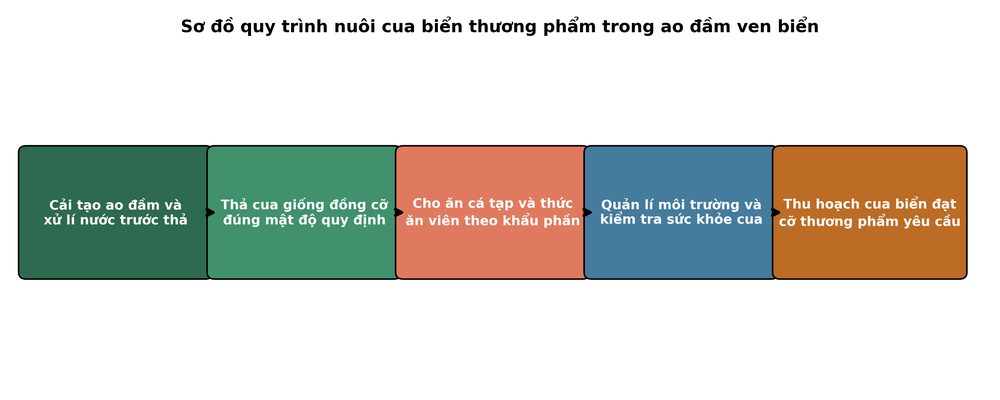 Sơ đồ quy trình nuôi cua biển thương phẩm trong ao đầm ven biển
Cải tạo ao đầm và
xử lí nước trước thả
Thả cua giống đồng cỡ
đúng mật độ quy định
Cho ăn cá tạp và thức
ăn viên theo khẩu phần
Quản lí môi trường và
kiểm tra sức khỏe cua
Thu hoạch cua biển đạt
cỡ thương phẩm yêu cầu